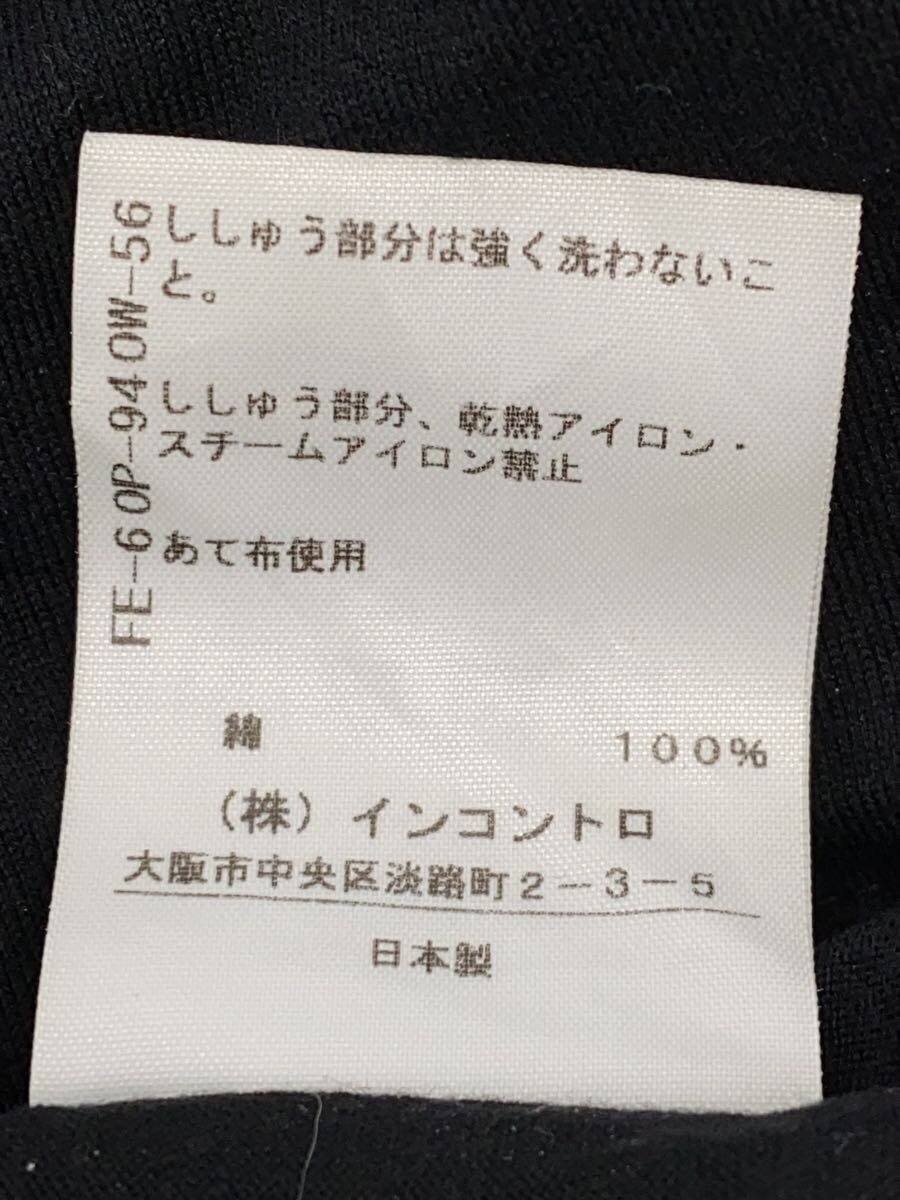 FE-60P-940W-56
ししゅう部分は強く洗わないこ
と。
ししゅう部分、乾熱アイロン・
スチームアイロン禁止
あて布使用
綿 100%
(株)インコントロ
大阪市中央区淡路町2-3-5
日本製